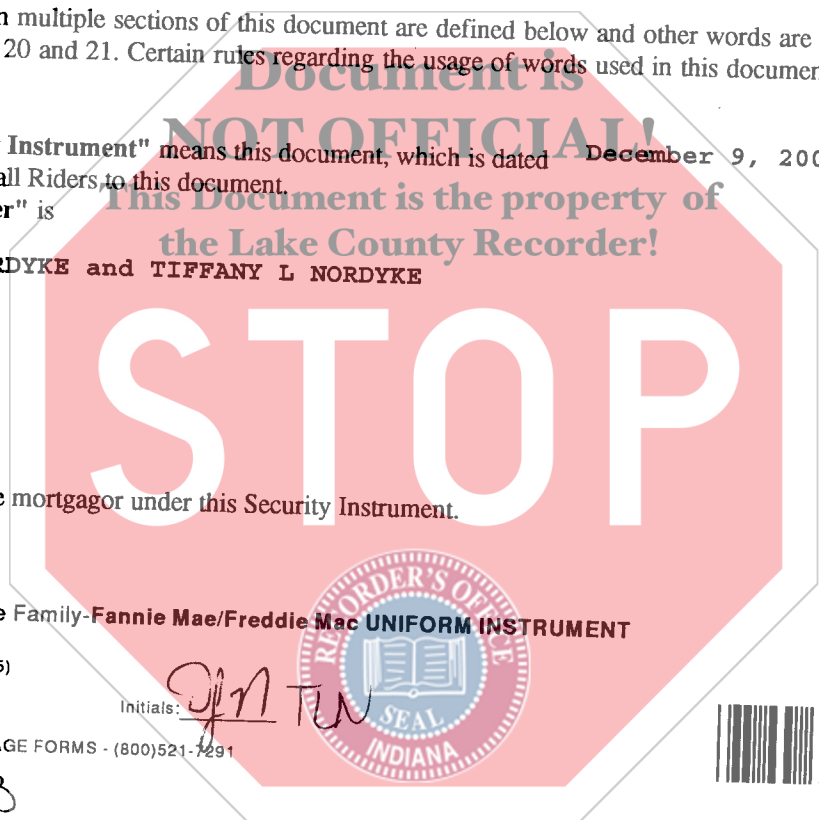 n multiple sections of this document are defined below and other words are
20 and 21. Certain rules regarding the usage of words used in this documen
Document is
NOT OFFICIAL!
Instrument" means this document, which is dated December 9, 200
all Riders to this document.
This Document is the property of
er" is
the Lake County Recorder!
RDYKE and TIFFANY L NORDYKE
STOP
e mortgagor under this Security Instrument.
e Family-Fannie Mae/Freddie Mac UNIFORM INSTRUMENT
RECORDER'S OFFICE
5)
Initials: DJN TLN
SEAL
INDIANA
AGE FORMS - (800)521-7291